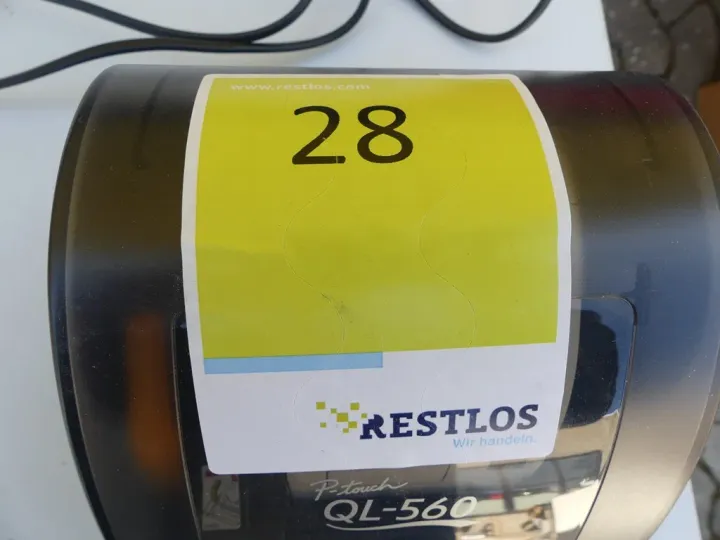 www.restlos.com
28
RESTLOS
Wir handeln.
P-touch
QL-560